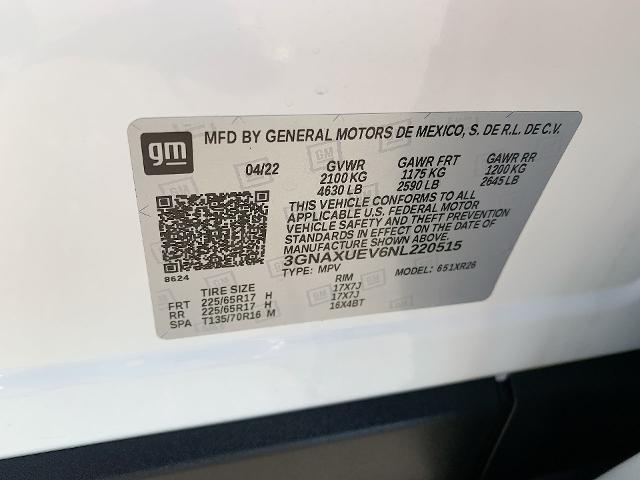 gm
MFD BY GENERAL MOTORS DE MEXICO, S. DE R.L. DE C.V.
04/22 GVWR GAWR FRT GAWR RR
2100 KG 1175 KG 1200 KG
4630 LB 2590 LB 2645 LB
THIS VEHICLE CONFORMS TO ALL
APPLICABLE U.S. FEDERAL MOTOR
VEHICLE SAFETY AND THEFT PREVENTION
STANDARDS IN EFFECT ON THE DATE OF
MANUFACTURE SHOWN ABOVE.
3GNAXUEV6NL220515
8624
TYPE: MPV MODEL: 651XR26
TIRE SIZE RIM
FRT 225/65R17 H 17X7J
RR 225/65R17 H 17X7J
SPA T135/70R16 M 16X4BT